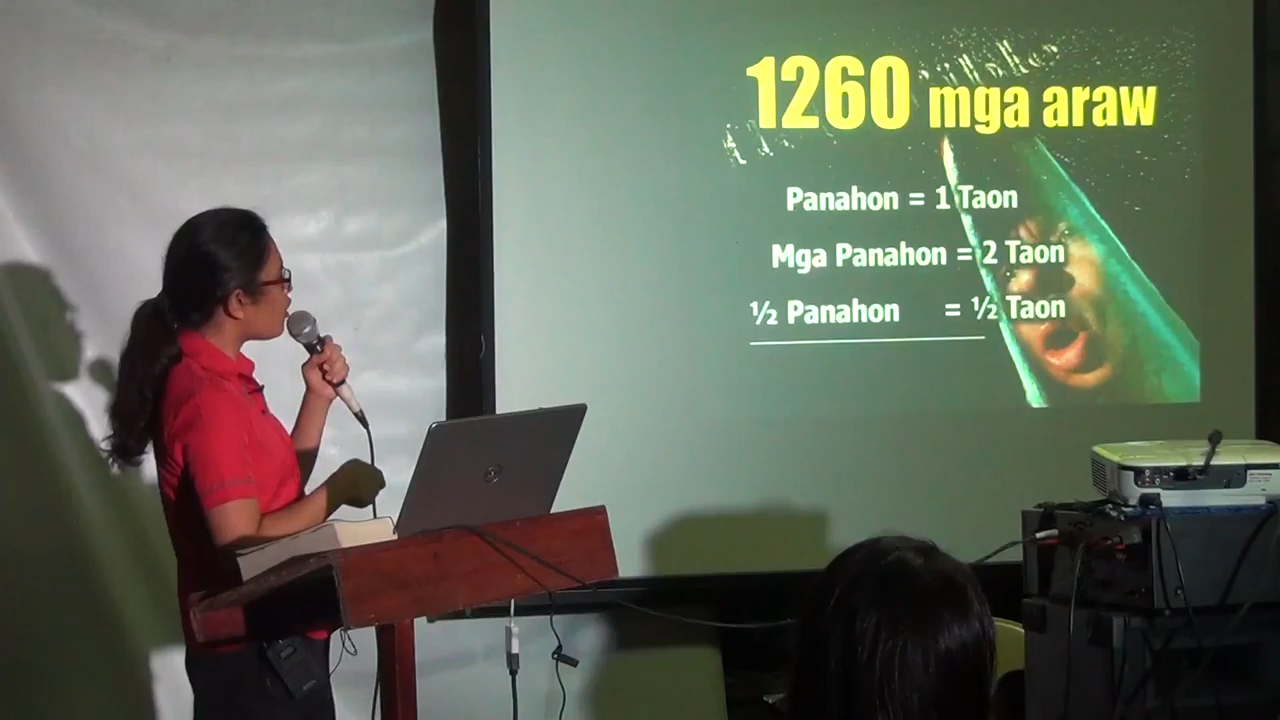 1260 mga araw
Panahon = 1 Taon
Mga Panahon = 2 Taon
½ Panahon = ½ Taon